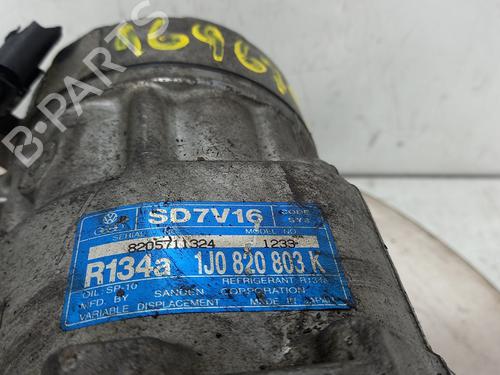 SD7V16
CODE
SERIAL NO. MODEL NO.
8205711324 1233
R134a 1J0 820 803 K
OIL: SP-10 REFRIGERANT R134a
MFD. BY SANDEN CORPORATION
VARIABLE DISPLACEMENT MADE IN JAPAN